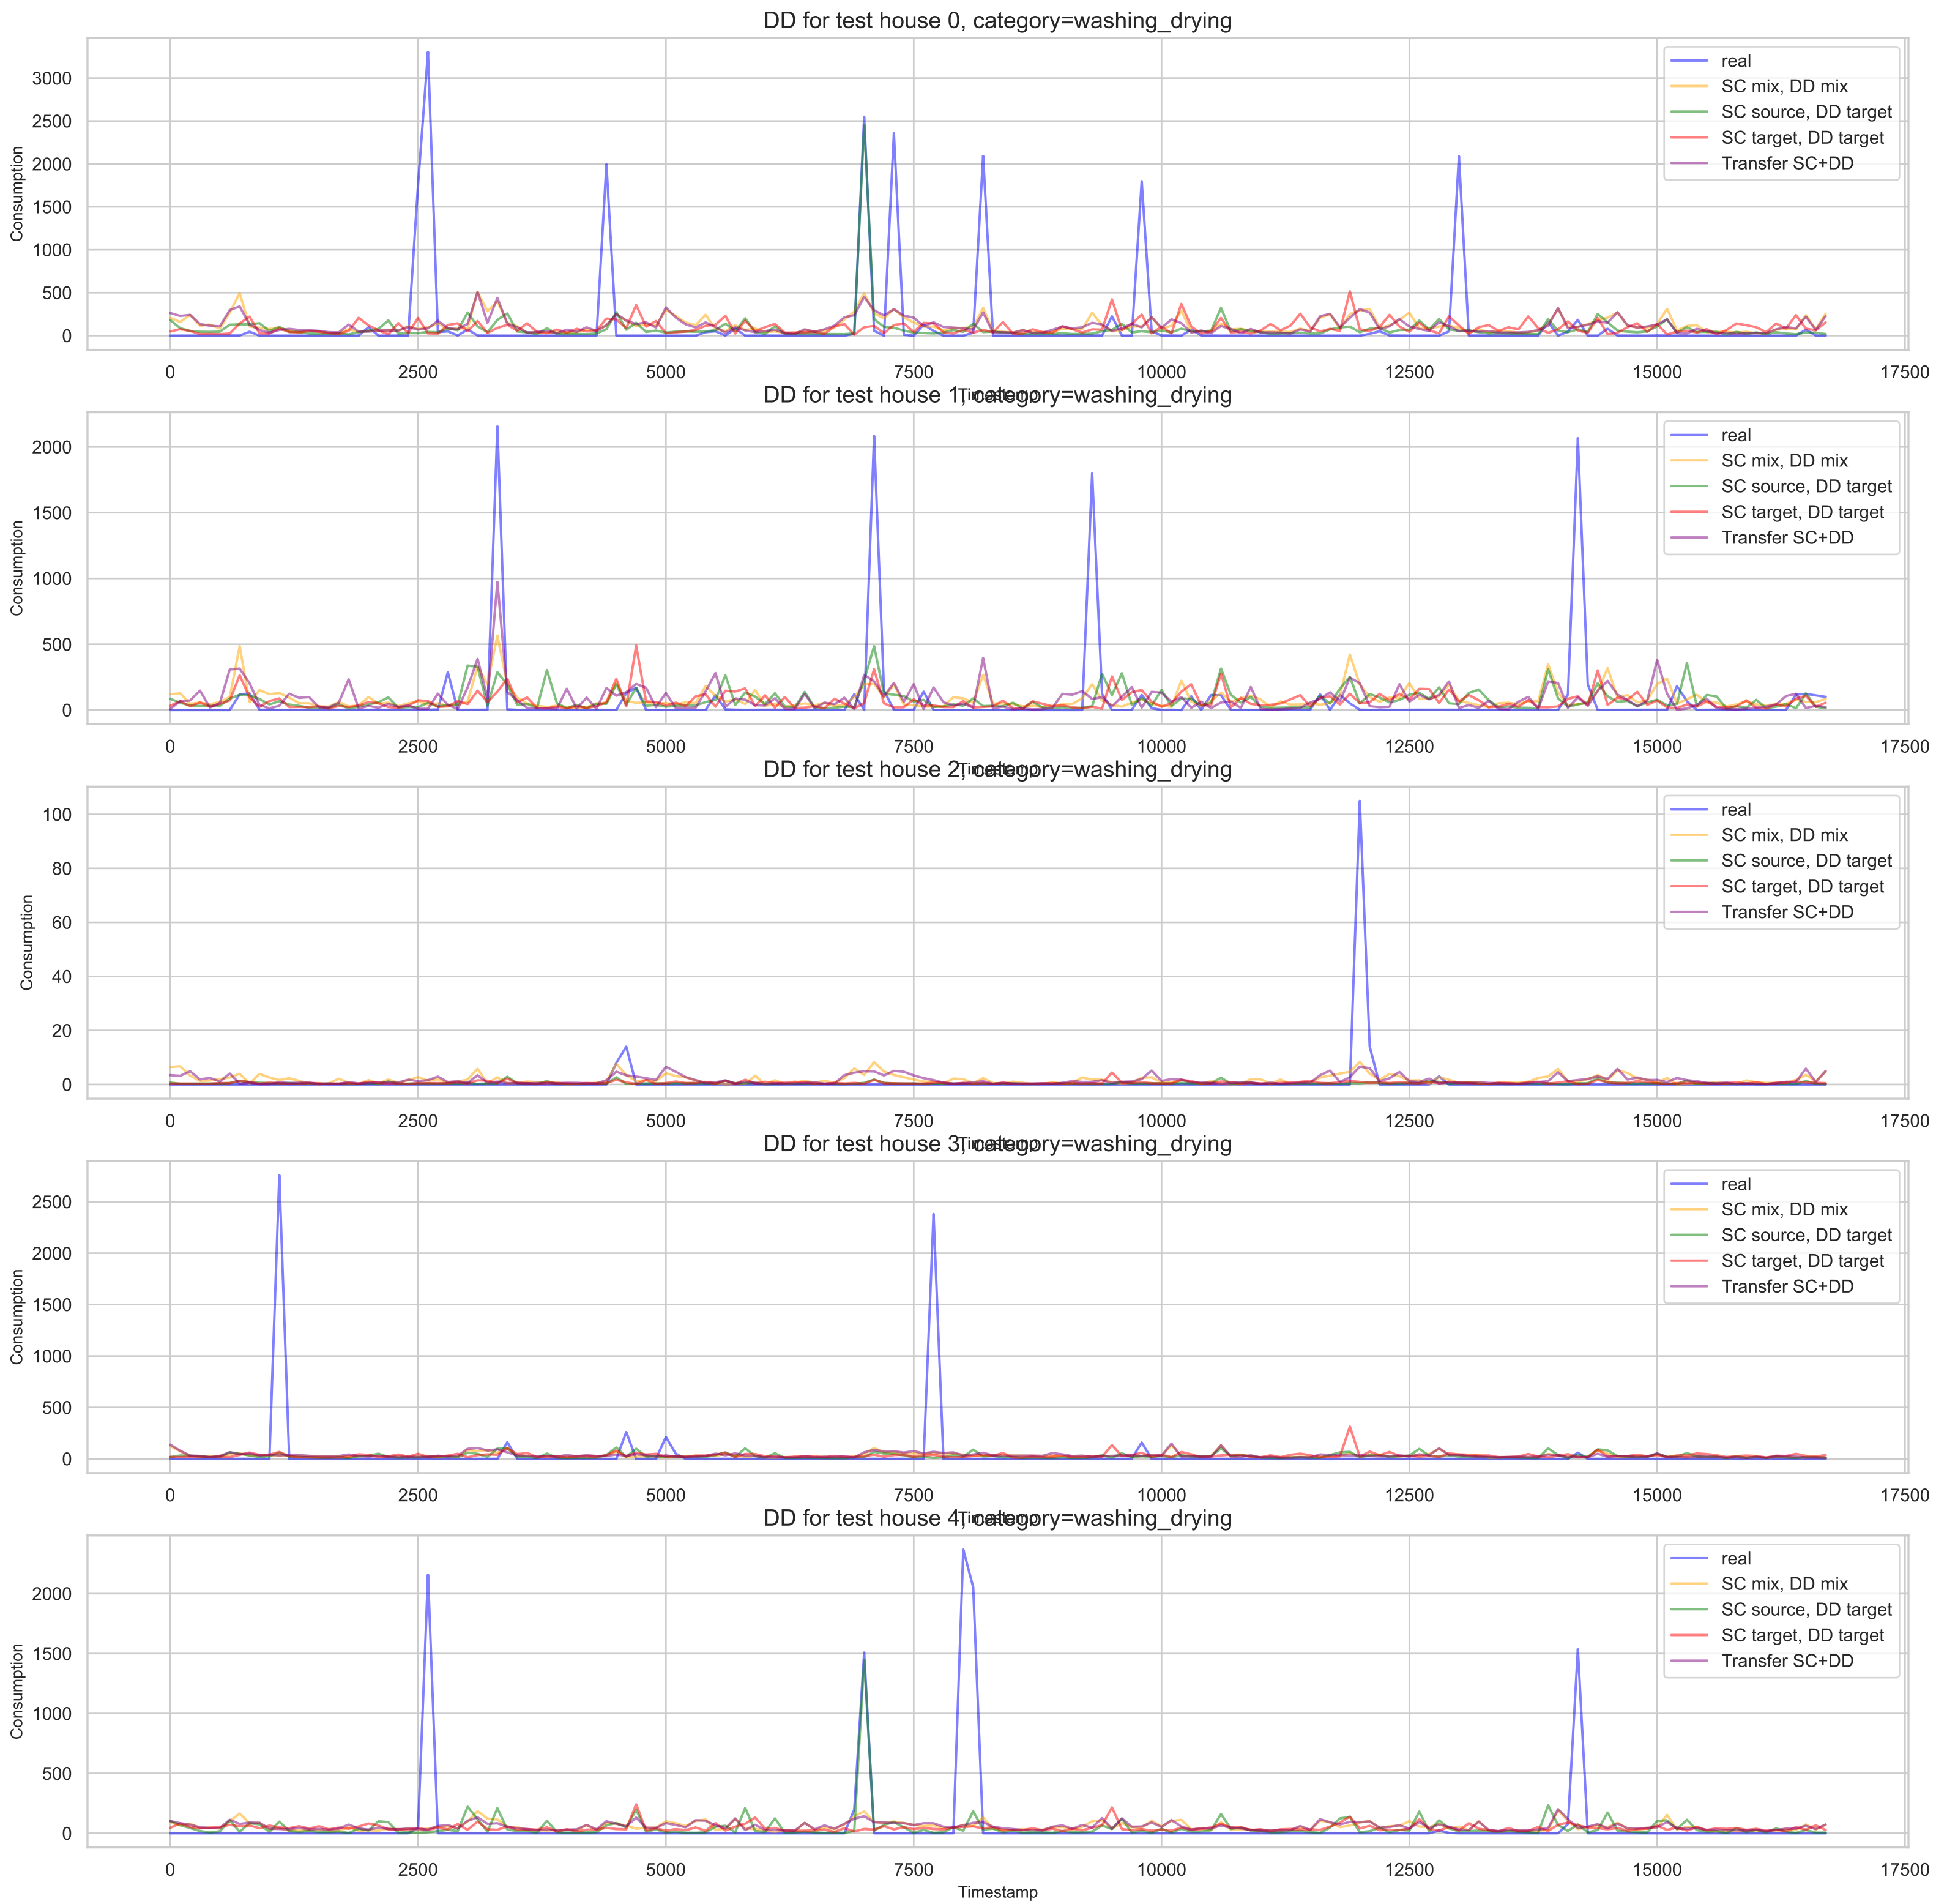 DD for test house 0, category=washing_drying
Consumption
3000
2500
2000
1500
1000
500
0
real
SC mix, DD mix
SC source, DD target
SC target, DD target
Transfer SC+DD
0 2500 5000 7500 10000 12500 15000 17500
Timestamp
DD for test house 1, category=washing_drying
Consumption
2000
1500
1000
500
0
real
SC mix, DD mix
SC source, DD target
SC target, DD target
Transfer SC+DD
0 2500 5000 7500 10000 12500 15000 17500
Timestamp
DD for test house 2, category=washing_drying
Consumption
100
80
60
40
20
0
real
SC mix, DD mix
SC source, DD target
SC target, DD target
Transfer SC+DD
0 2500 5000 7500 10000 12500 15000 17500
Timestamp
DD for test house 3, category=washing_drying
Consumption
2500
2000
1500
1000
500
0
real
SC mix, DD mix
SC source, DD target
SC target, DD target
Transfer SC+DD
0 2500 5000 7500 10000 12500 15000 17500
Timestamp
DD for test house 4, category=washing_drying
Consumption
2000
1500
1000
500
0
real
SC mix, DD mix
SC source, DD target
SC target, DD target
Transfer SC+DD
0 2500 5000 7500 10000 12500 15000 17500
Timestamp